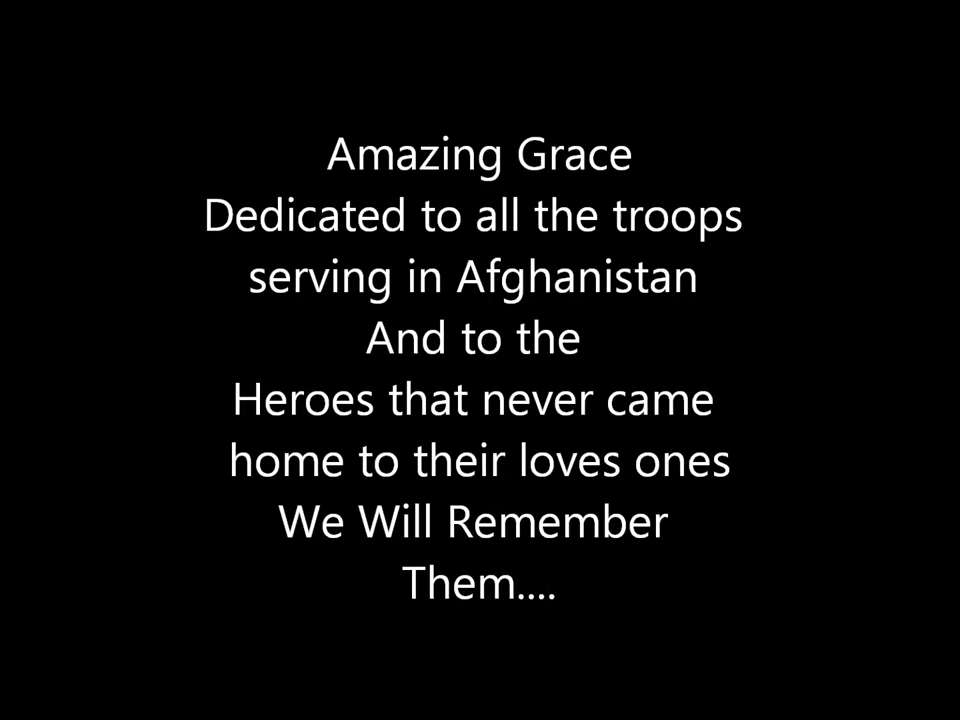 Amazing Grace
Dedicated to all the troops
serving in Afghanistan
And to the
Heroes that never came
home to their loves ones
We Will Remember
Them....